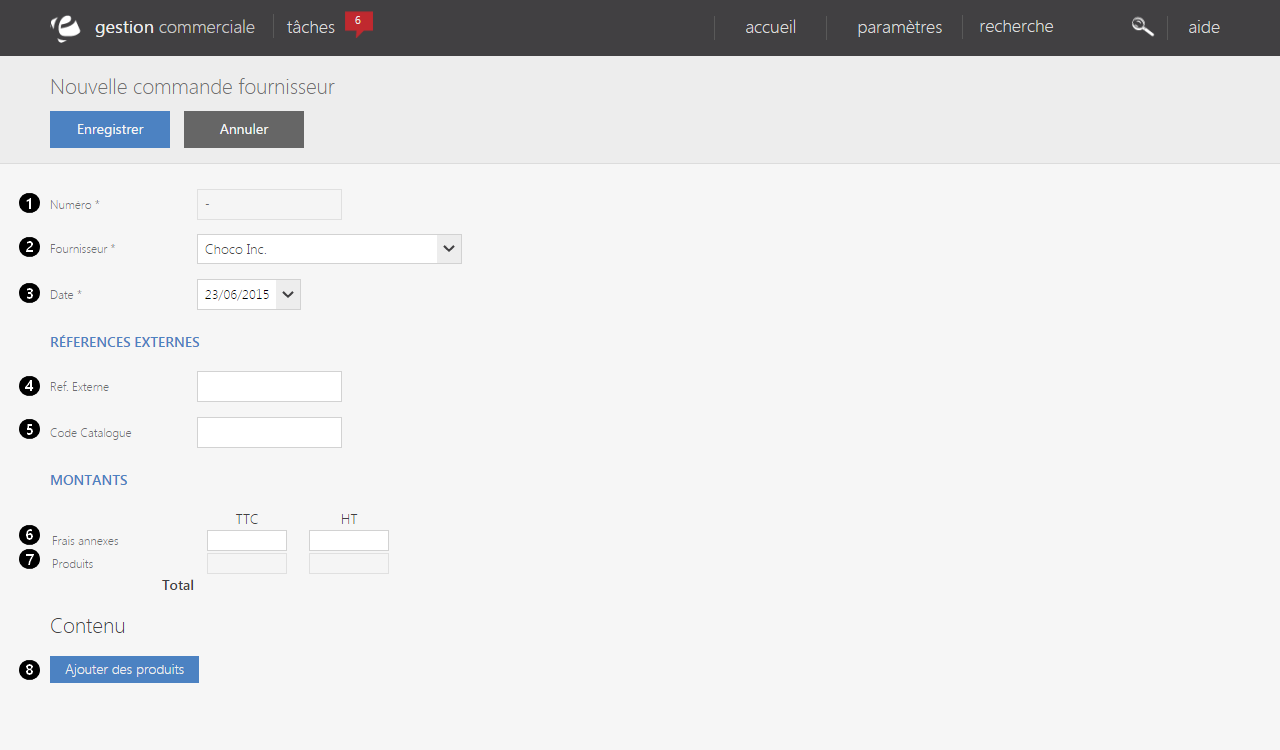 gestion commerciale tâches 6 accueil paramètres recherche aide
Nouvelle commande fournisseur
Enregistrer Annuler
1 Numéro * -
2 Fournisseur * Choco Inc.
3 Date * 23/06/2015
RÉFERENCES EXTERNES
4 Ref. Externe
5 Code Catalogue
MONTANTS
TTC HT
6 Frais annexes
7 Produits
Total
Contenu
8 Ajouter des produits